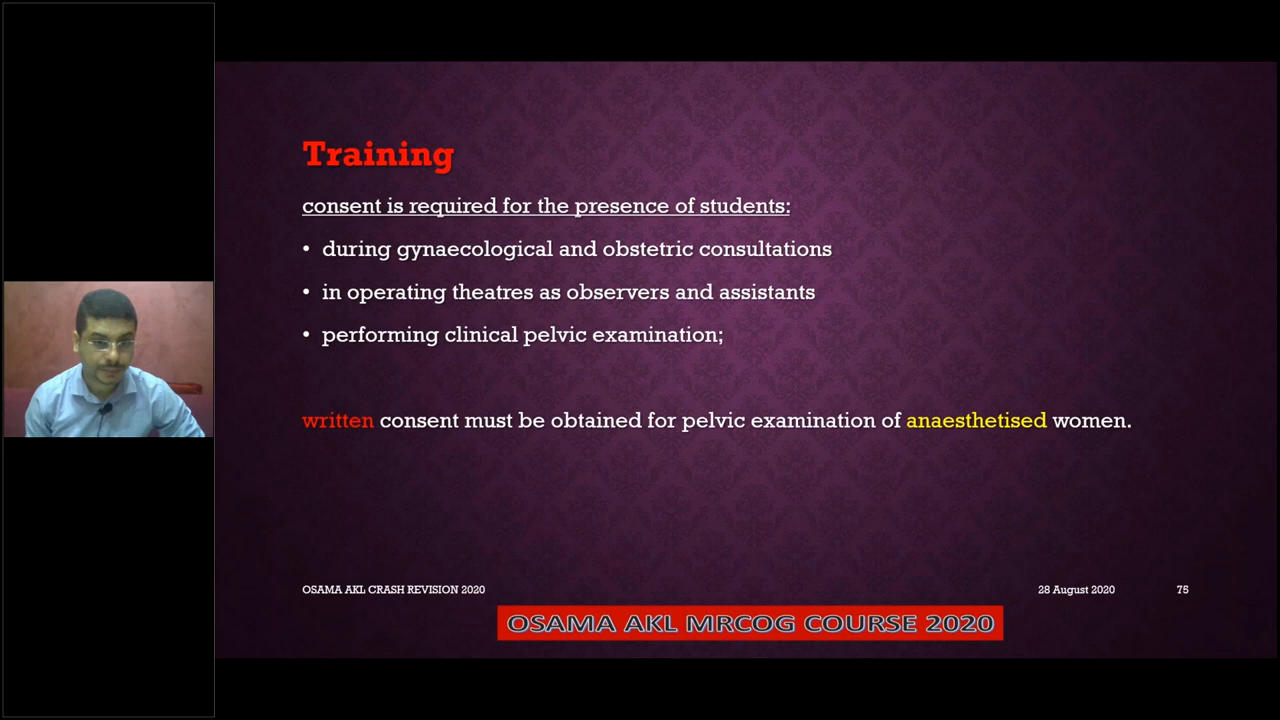 Training
consent is required for the presence of students:
• during gynaecological and obstetric consultations
• in operating theatres as observers and assistants
• performing clinical pelvic examination;
written consent must be obtained for pelvic examination of anaesthetised women.
OSAMA AKL CRASH REVISION 2020
28 August 2020
75
OSAMA AKL MRCOG COURSE 2020